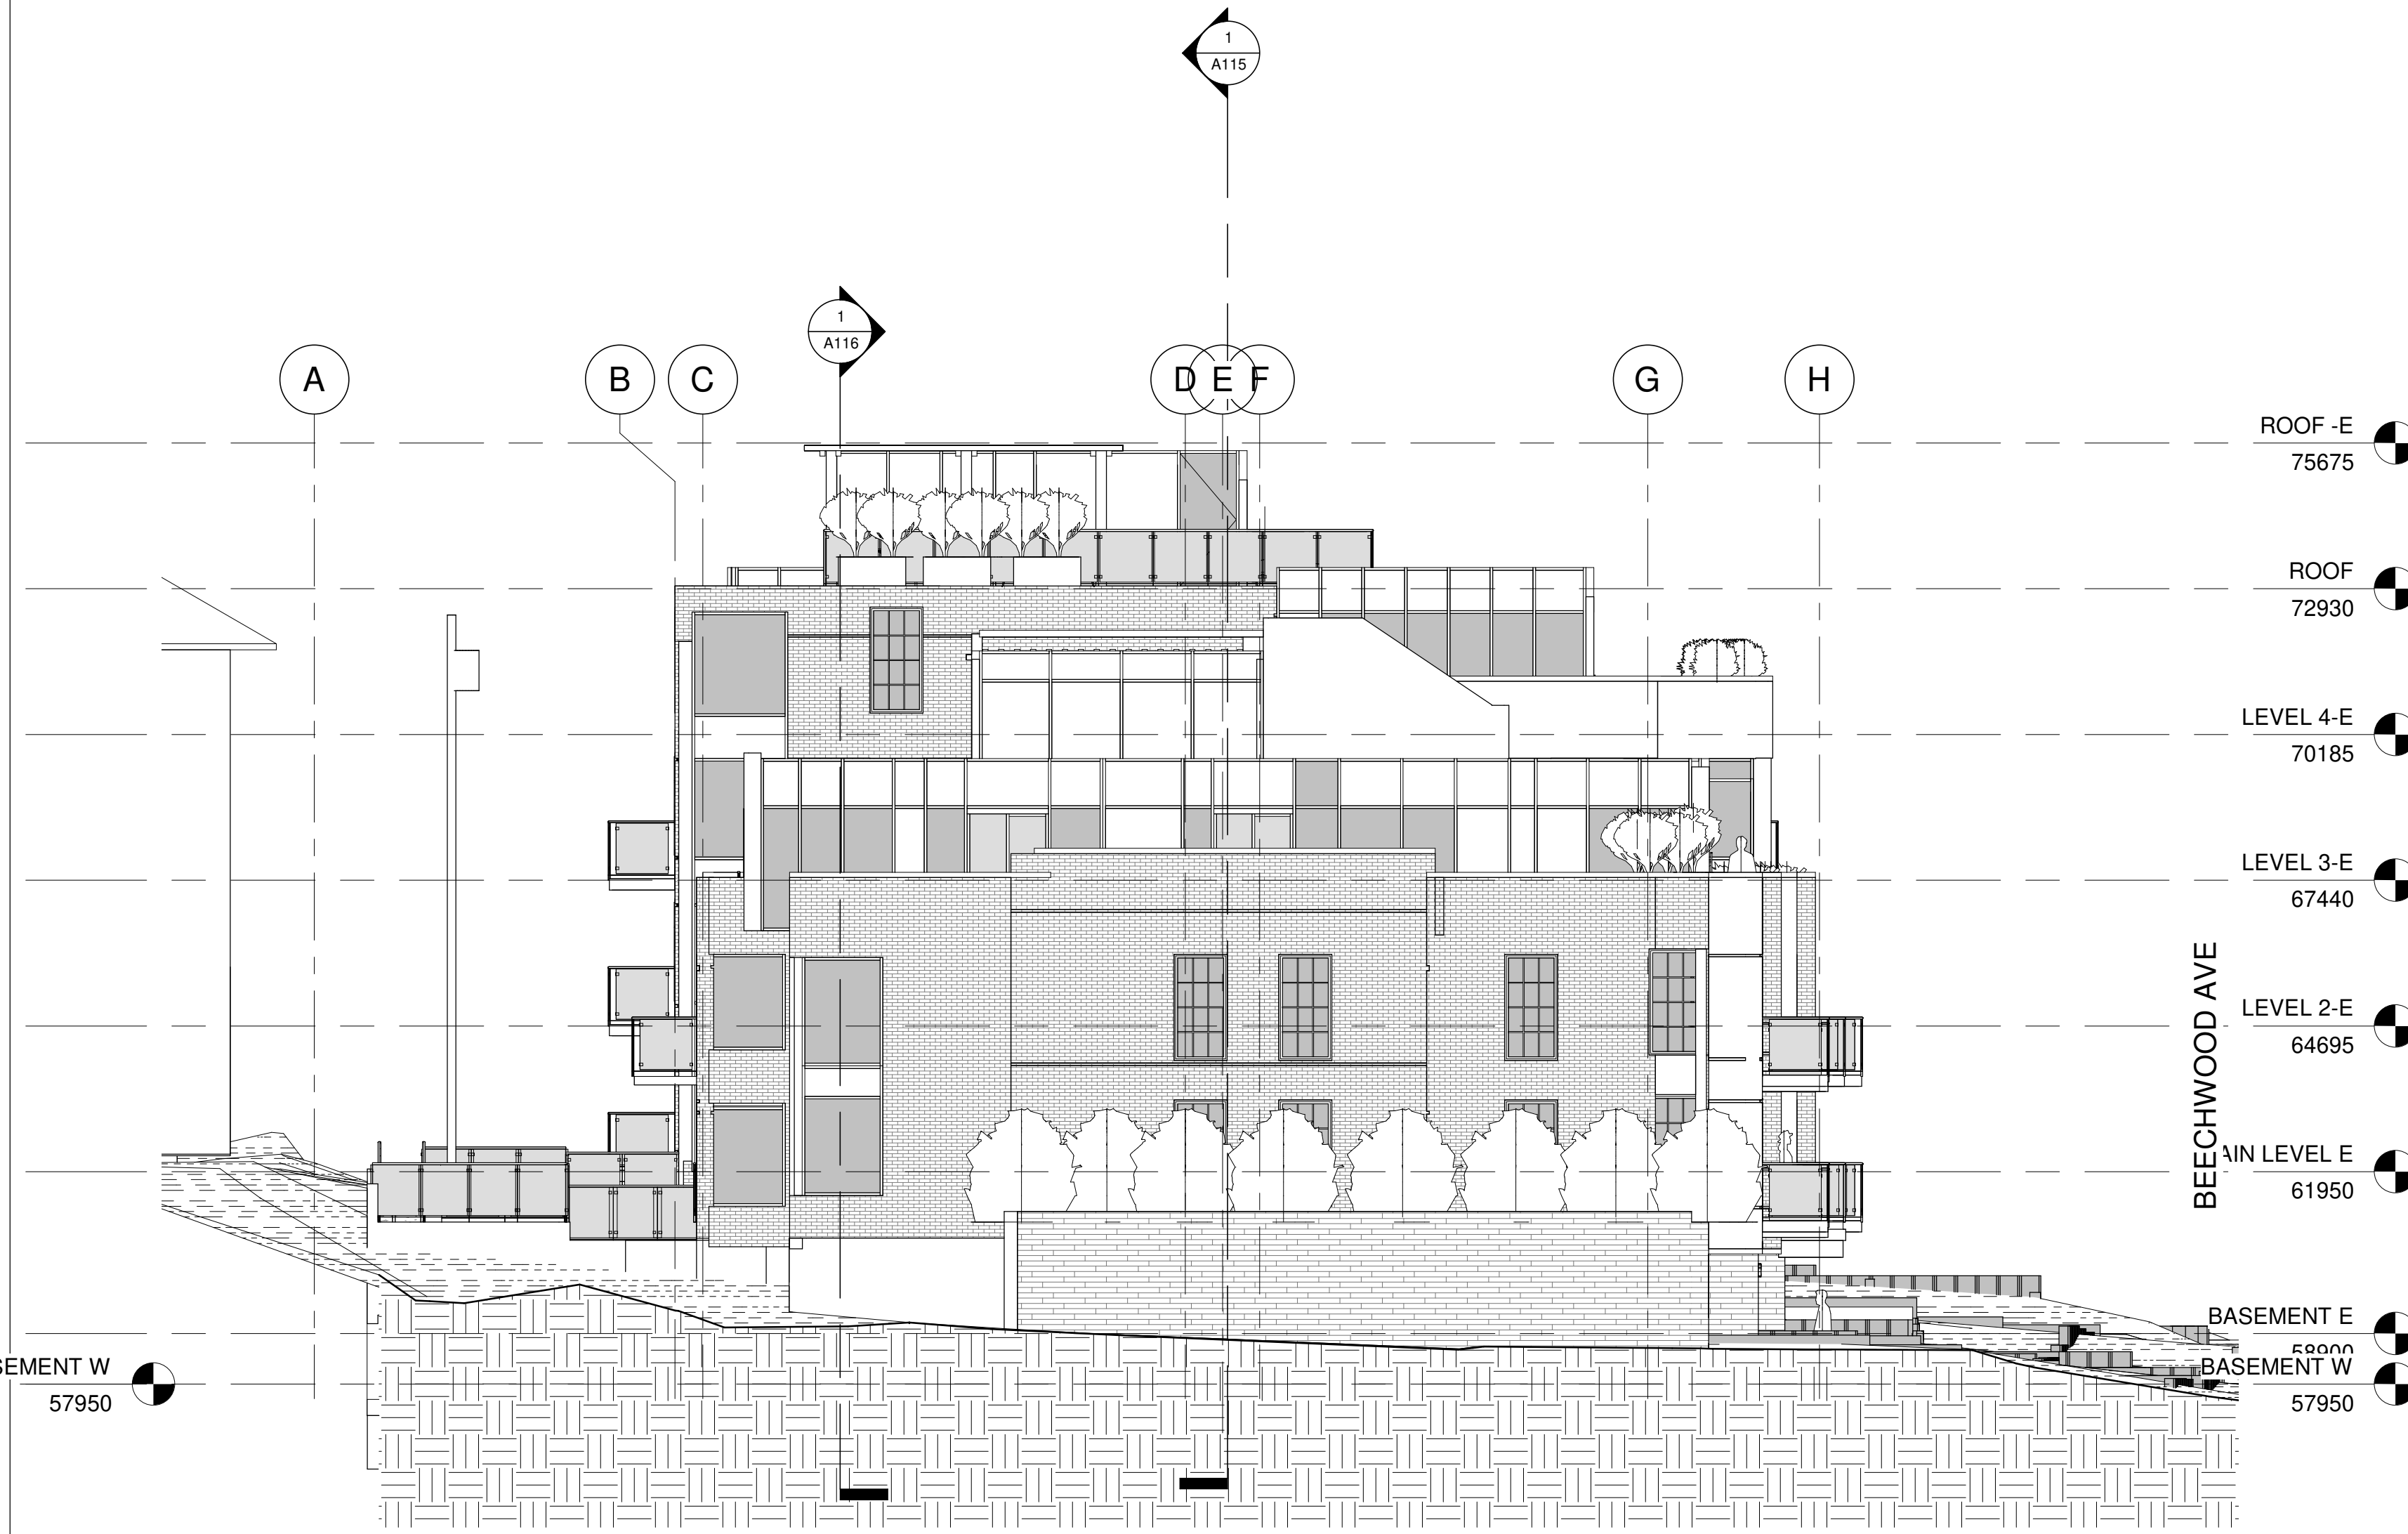 1
A115
1
A116
A
B
C
D
E
F
G
H
ROOF -E
75675
ROOF
72930
LEVEL 4-E
70185
LEVEL 3-E
67440
BEECHWOOD AVE
LEVEL 2-E
64695
AIN LEVEL E
61950
BASEMENT E
58900
BASEMENT W
57950
SEMENT W
57950